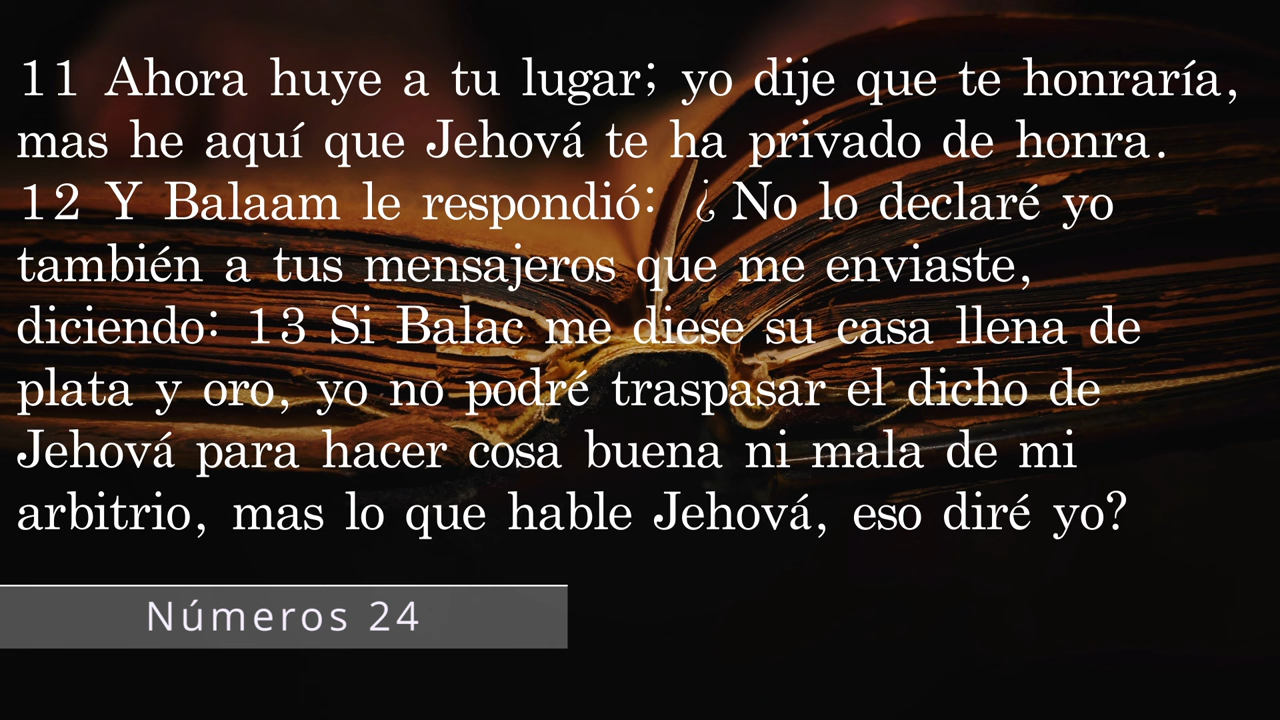 11 Ahora huye a tu lugar; yo dije que te honraría,
mas he aquí que Jehová te ha privado de honra.
12 Y Balaam le respondió: ¿ No lo declaré yo
también a tus mensajeros que me enviaste,
diciendo: 13 Si Balac me diese su casa llena de
plata y oro, yo no podré traspasar el dicho de
Jehová para hacer cosa buena ni mala de mi
arbitrio, mas lo que hable Jehová, eso diré yo?
Números 24